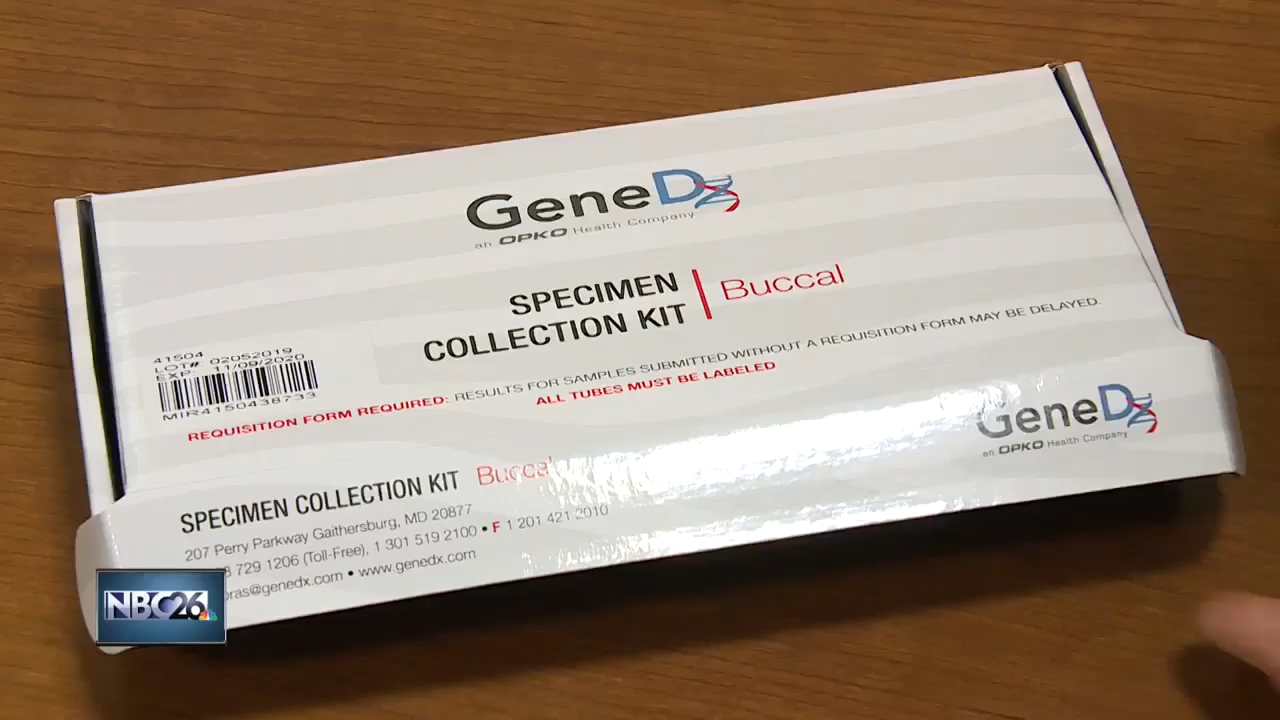 GeneDx
an OPKO Health Company
SPECIMEN
COLLECTION KIT
Buccal
41504
LOT# 02052019
EXP: 11/09/2020
MIR4150438733
REQUISITION FORM REQUIRED: RESULTS FOR SAMPLES SUBMITTED WITHOUT A REQUISITION FORM MAY BE DELAYED.
ALL TUBES MUST BE LABELED
GeneDx
an OPKO Health Company
SPECIMEN COLLECTION KIT Buccal
207 Perry Parkway Gaithersburg, MD 20877
729 1206 (Toll-Free), 1 301 519 2100 • F 1 201 421 2010
@genedx.com • www.genedx.com
NBC26